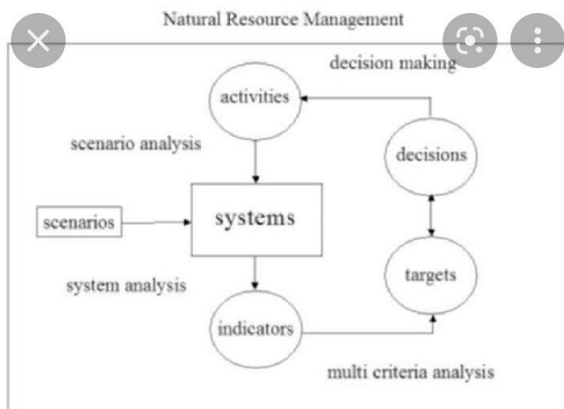 Natural Resource Management
decision making
activities
scenario analysis
decisions
systems
scenarios
system analysis
targets
indicators
multi criteria analysis